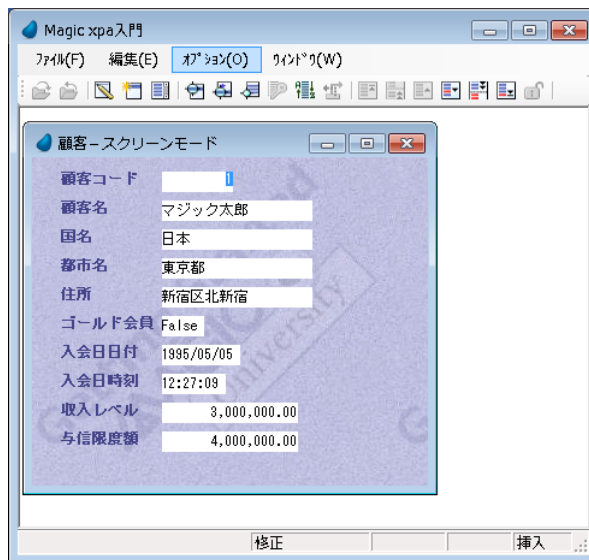 Magic xpa入門
ﾌｧｲﾙ(F) 編集(E) ｵﾌﾟｼｮﾝ(O) ｳｨﾝﾄﾞｳ(W)
顧客－スクリーンモード
顧客コード 1
顧客名 マジック太郎
国名 日本
都市名 東京都
住所 新宿区北新宿
ゴールド会員 False
入会日日付 1995/05/05
入会日時刻 12:27:09
収入レベル 3,000,000.00
与信限度額 4,000,000.00
University
修正 挿入